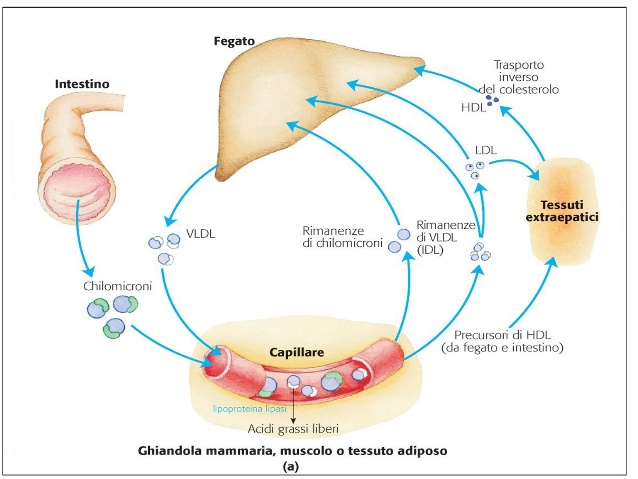 Fegato
Intestino
Trasporto
inverso
del colesterolo
HDL
LDL
Tessuti
extraepatici
VLDL
Rimanenze
di chilomicroni
Rimanenze
di VLDL
(IDL)
Chilomicroni
Precursori di HDL
(da fegato e intestino)
Capillare
lipoproteina lipasi
Acidi grassi liberi
Ghiandola mammaria, muscolo o tessuto adiposo
(a)